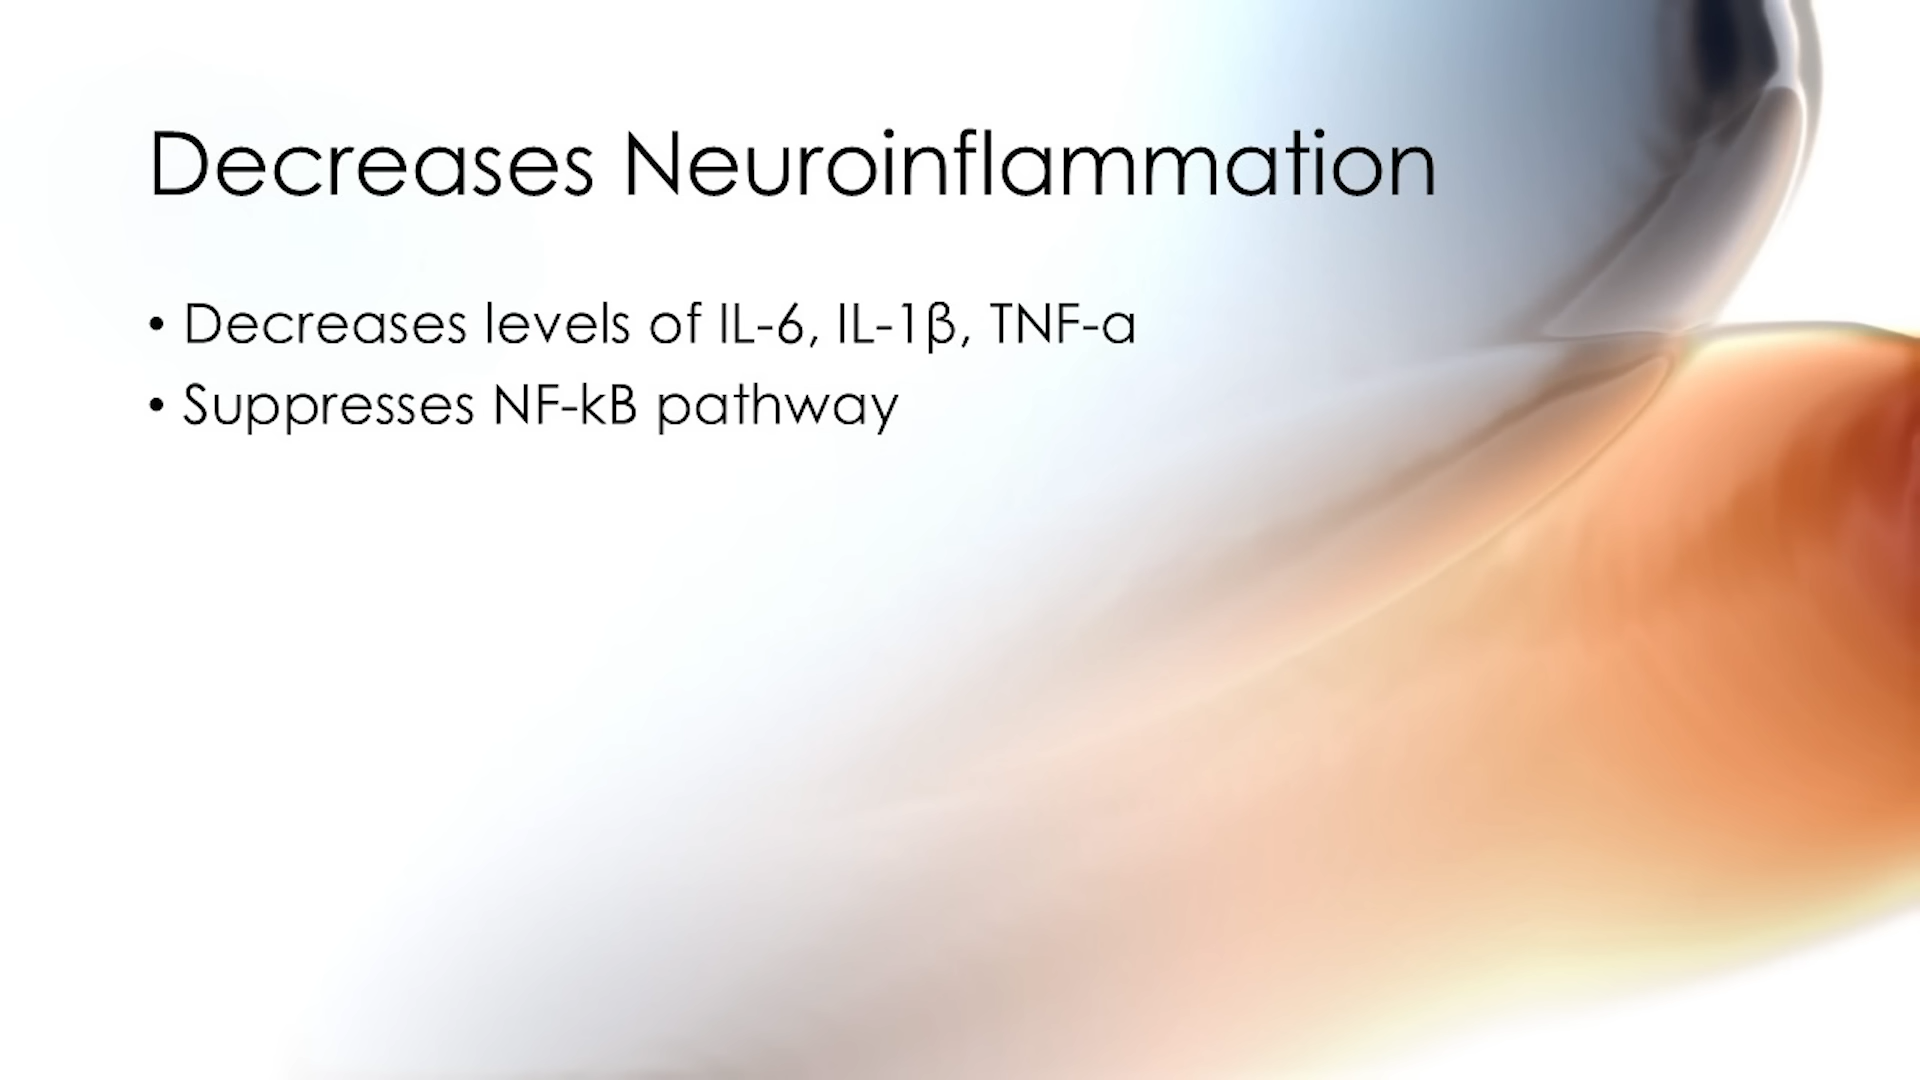 Decreases Neuroinflammation
• Decreases levels of IL-6, IL-1β, TNF-α
• Suppresses NF-kB pathway